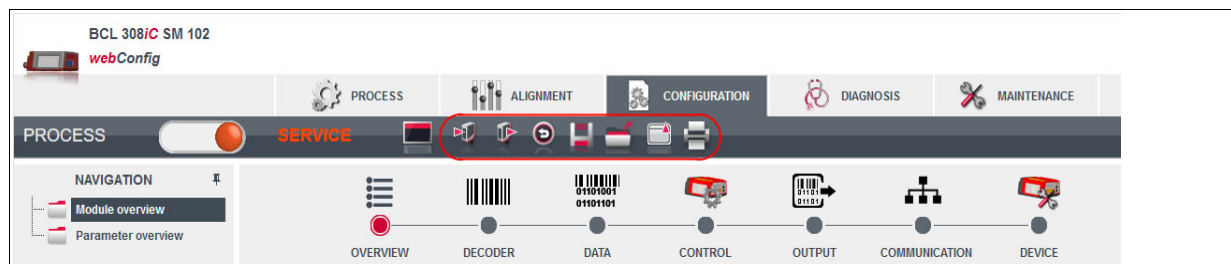 BCL 308iC SM 102
webConfig
PROCESS ALIGNMENT CONFIGURATION DIAGNOSIS MAINTENANCE
PROCESS SERVICE
NAVIGATION
Module overview
Parameter overview
01101001
01101101
OVERVIEW DECODER DATA CONTROL OUTPUT COMMUNICATION DEVICE